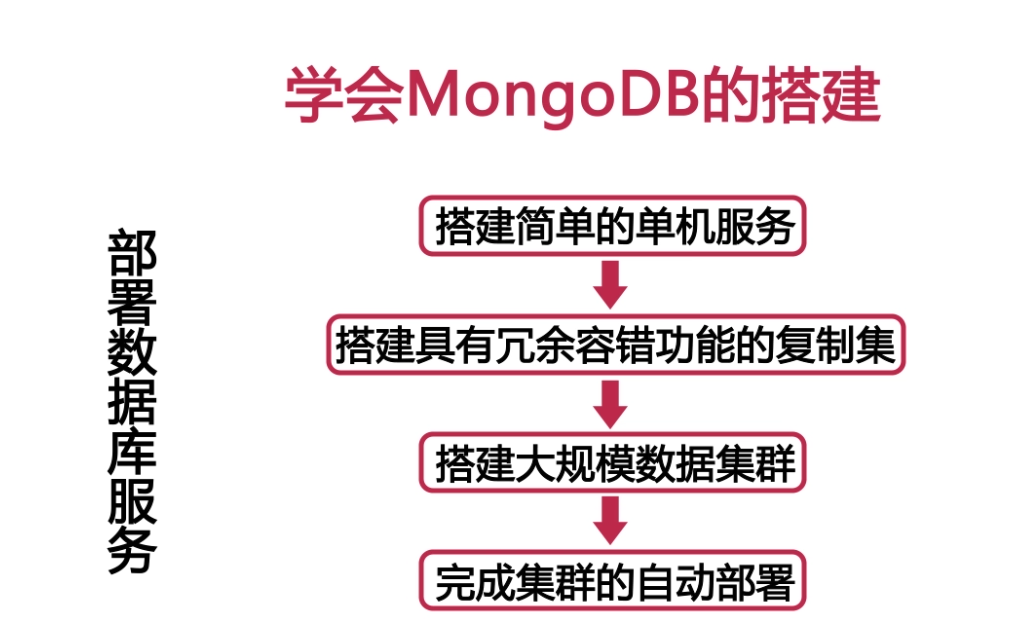 学会MongoDB的搭建
部署数据库服务
搭建简单的单机服务
搭建具有冗余容错功能的复制集
搭建大规模数据集群
完成集群的自动部署